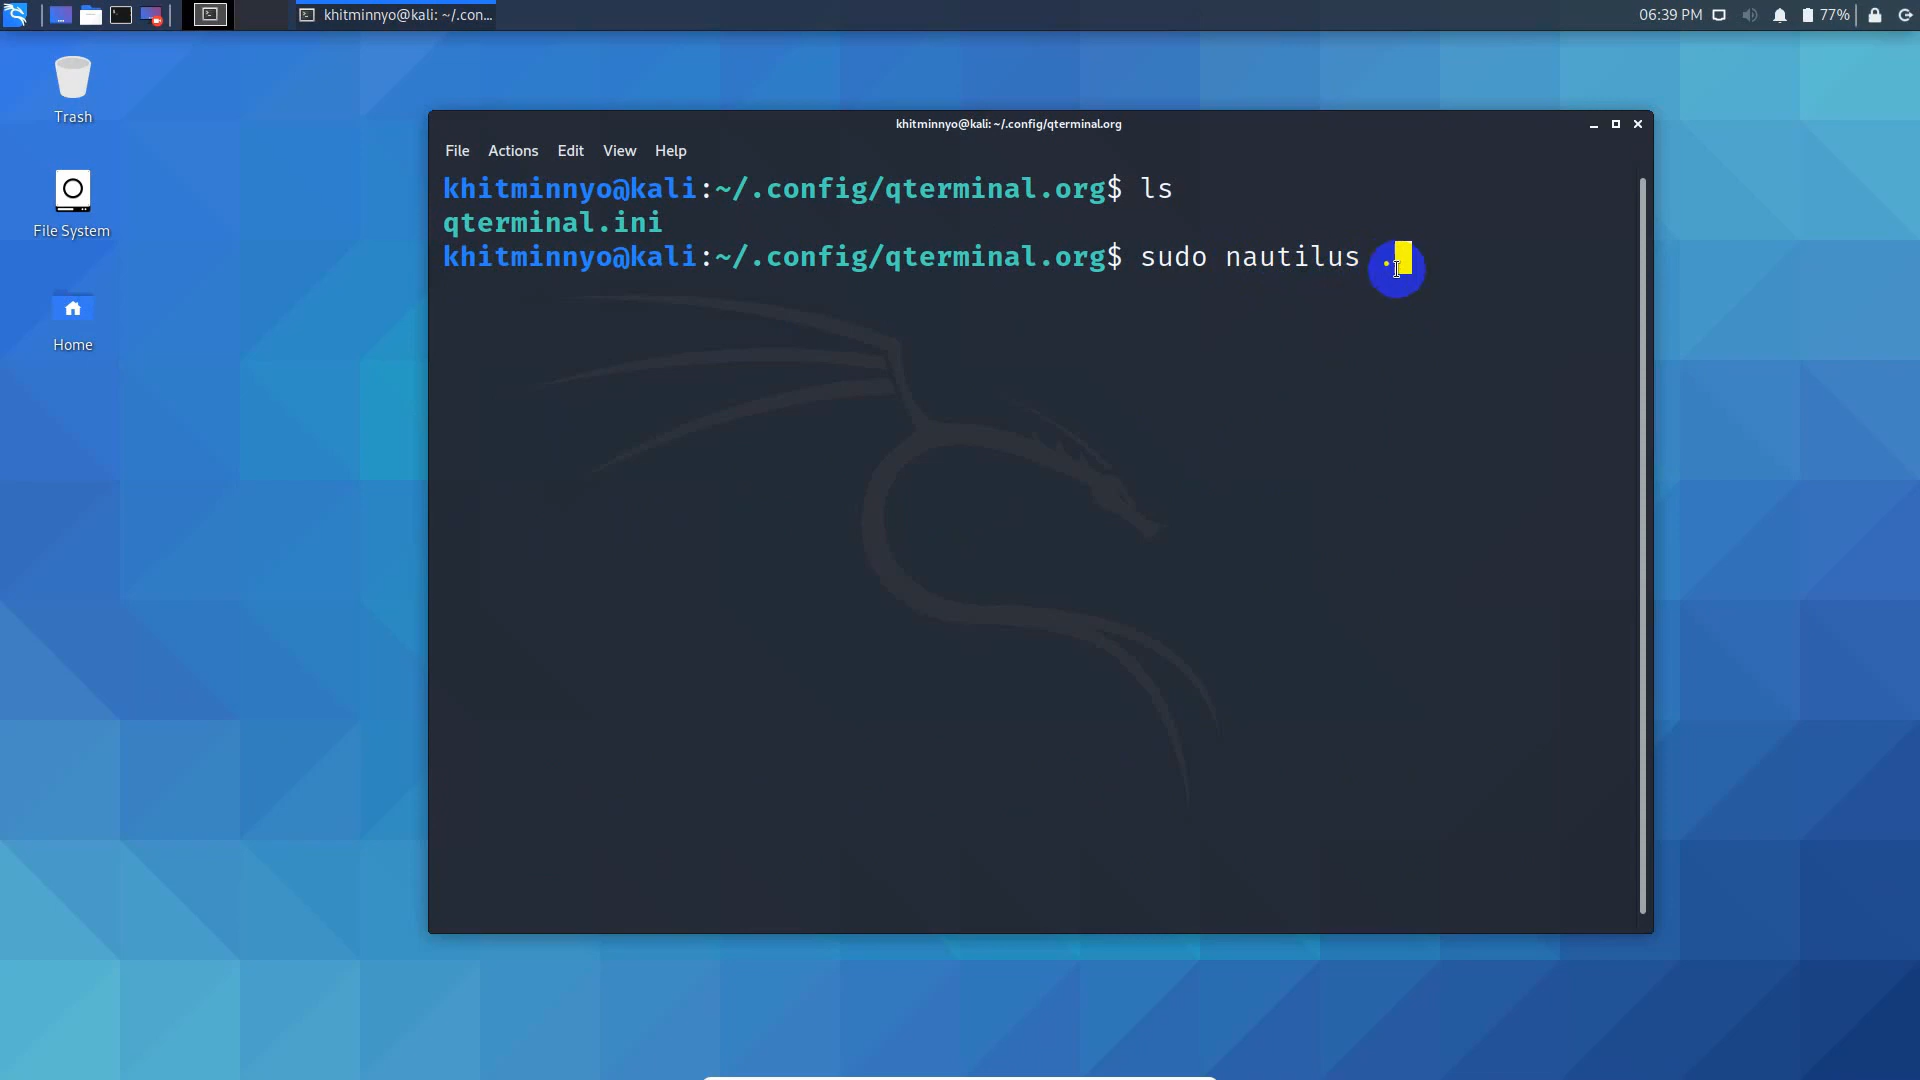 khitminnyo@kali: ~/.con...
06:39 PM
77%
Trash
File System
Home
khitminnyo@kali: ~/.config/qterminal.org
File Actions Edit View Help
khitminnyo@kali:~/.config/qterminal.org$ ls
qterminal.ini
khitminnyo@kali:~/.config/qterminal.org$ sudo nautilus .